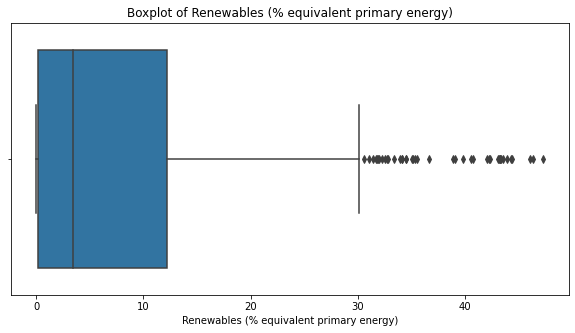 Boxplot of Renewables (% equivalent primary energy)
0 10 20 30 40
Renewables (% equivalent primary energy)